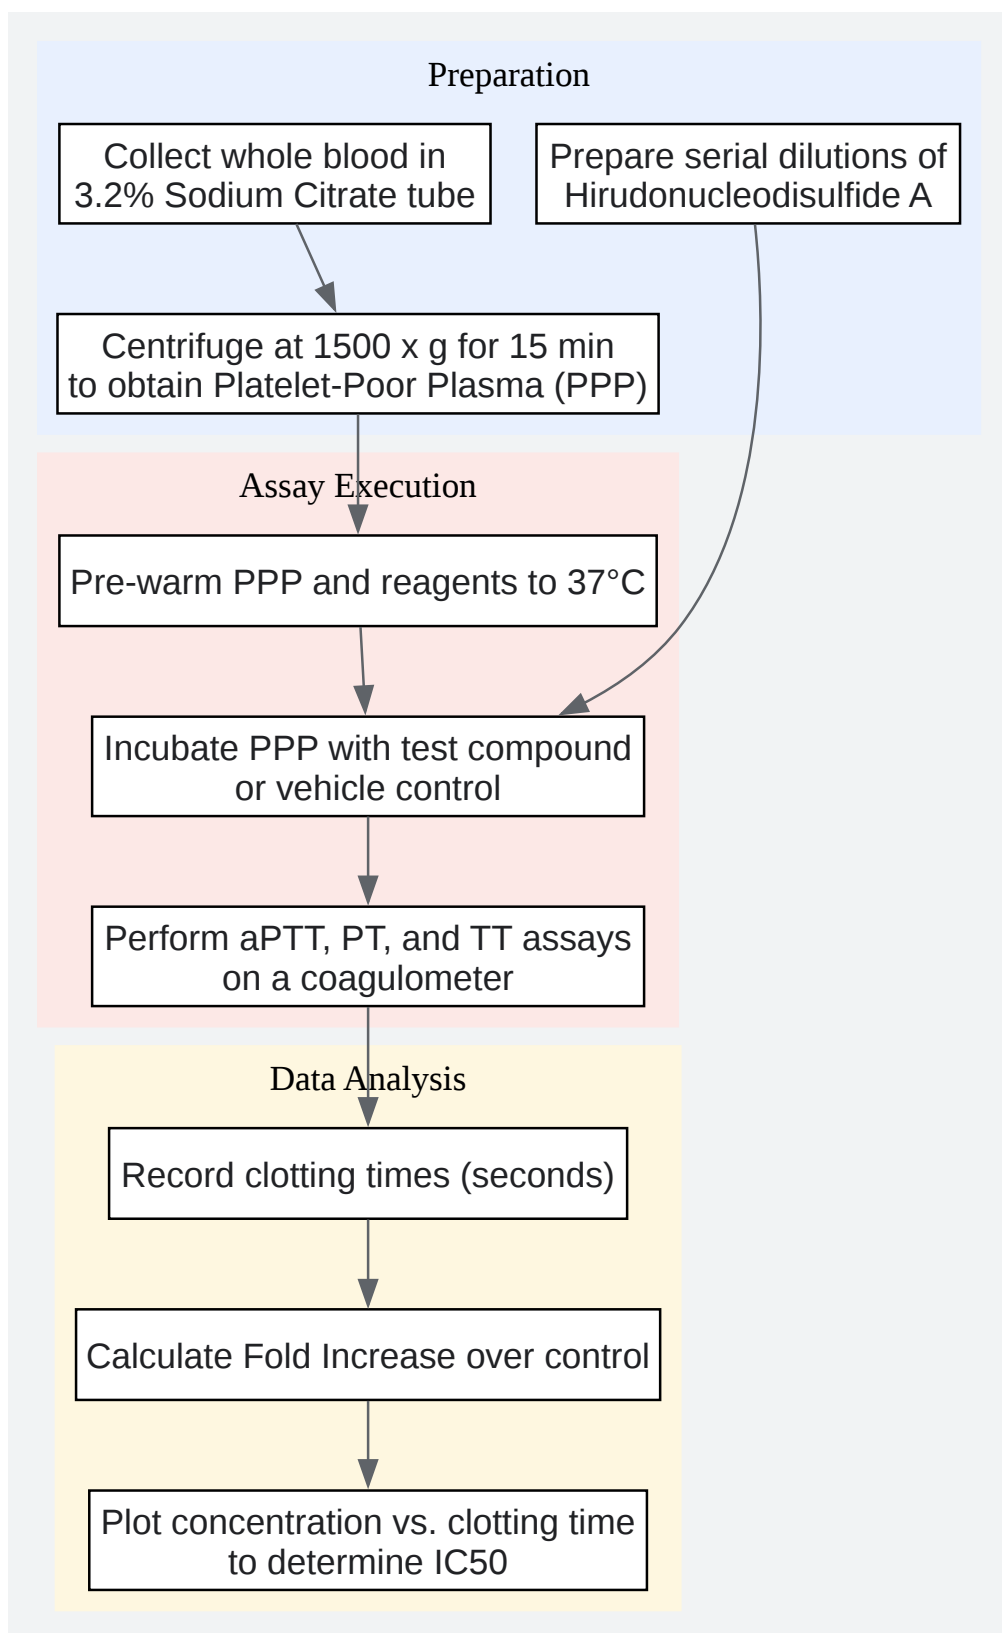 Preparation
Collect whole blood in
3.2% Sodium Citrate tube
Prepare serial dilutions of
Hirudonucleodisulfide A
Centrifuge at 1500 x g for 15 min
to obtain Platelet-Poor Plasma (PPP)
Assay Execution
Pre-warm PPP and reagents to 37°C
Incubate PPP with test compound
or vehicle control
Perform aPTT, PT, and TT assays
on a coagulometer
Data Analysis
Record clotting times (seconds)
Calculate Fold Increase over control
Plot concentration vs. clotting time
to determine IC50